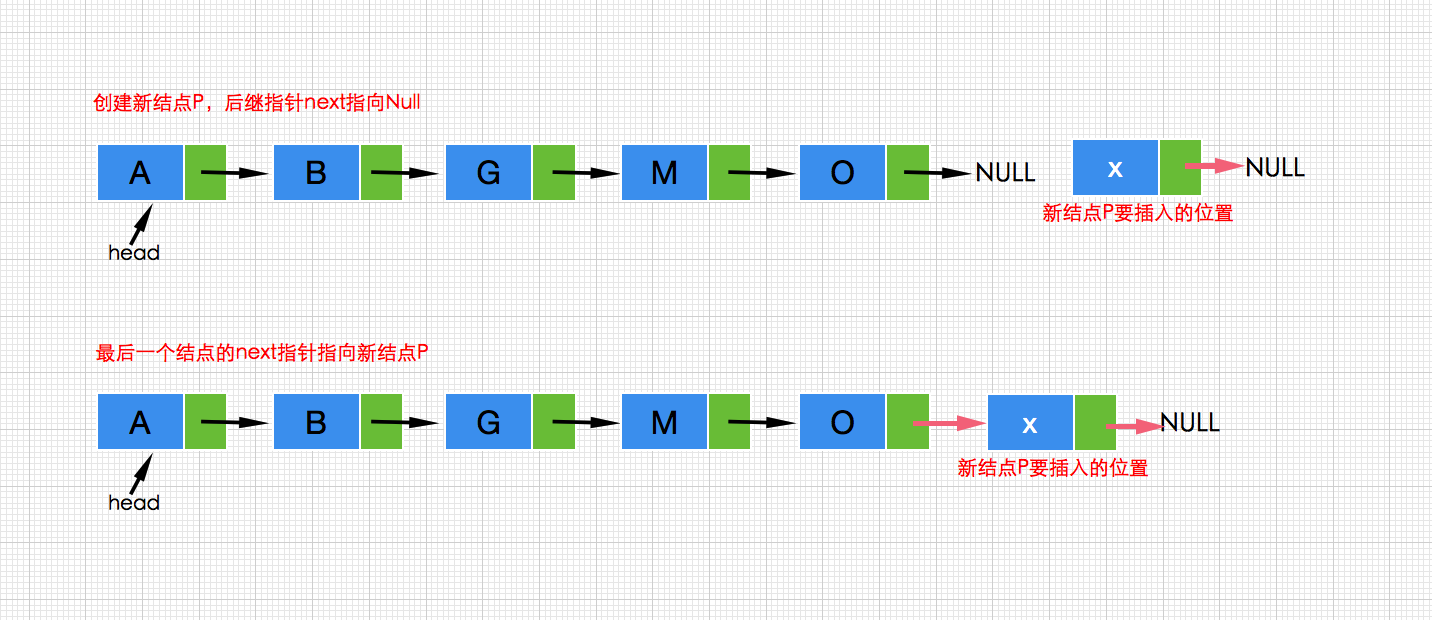 创建新结点P，后继指针next指向Null
A B G M O NULL x NULL
新结点P要插入的位置
head
最后一个结点的next指针指向新结点P
A B G M O x NULL
新结点P要插入的位置
head